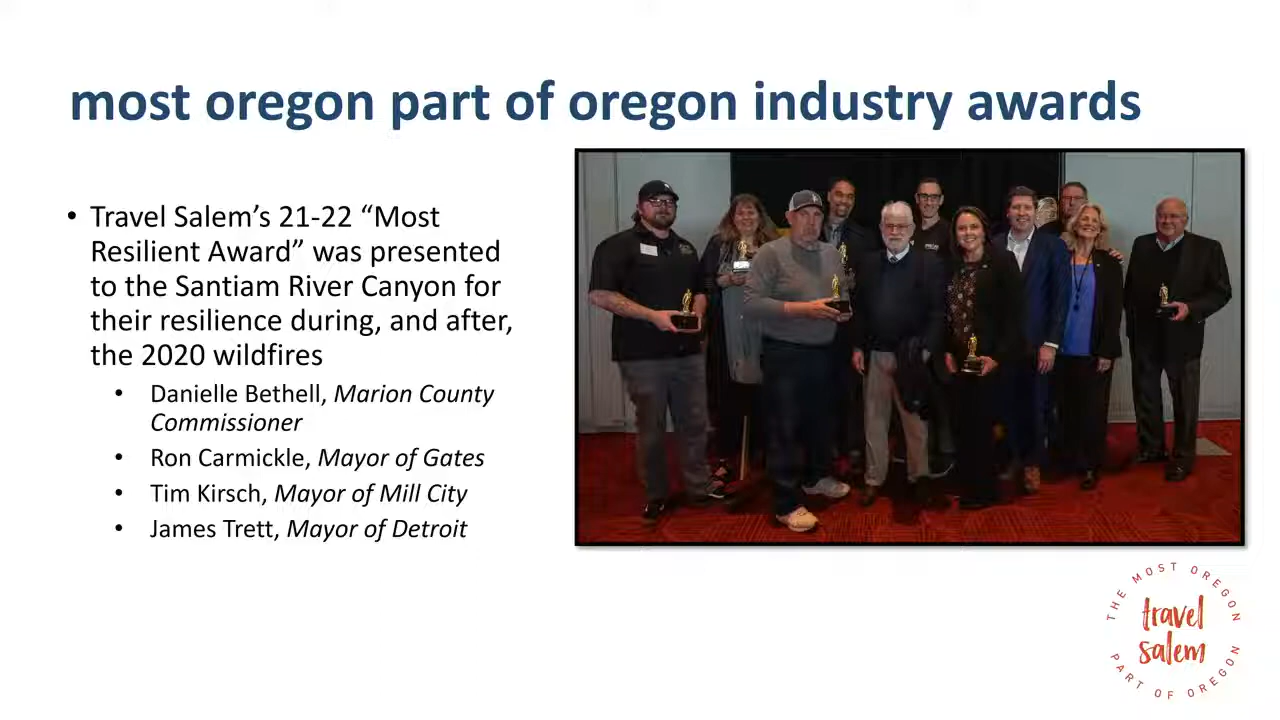 most oregon part of oregon industry awards
• Travel Salem’s 21-22 “Most
Resilient Award” was presented
to the Santiam River Canyon for
their resilience during, and after,
the 2020 wildfires
• Danielle Bethell, Marion County
Commissioner
• Ron Carmickle, Mayor of Gates
• Tim Kirsch, Mayor of Mill City
• James Trett, Mayor of Detroit
THE MOST OREGON
travel
salem
PART OF OREGON